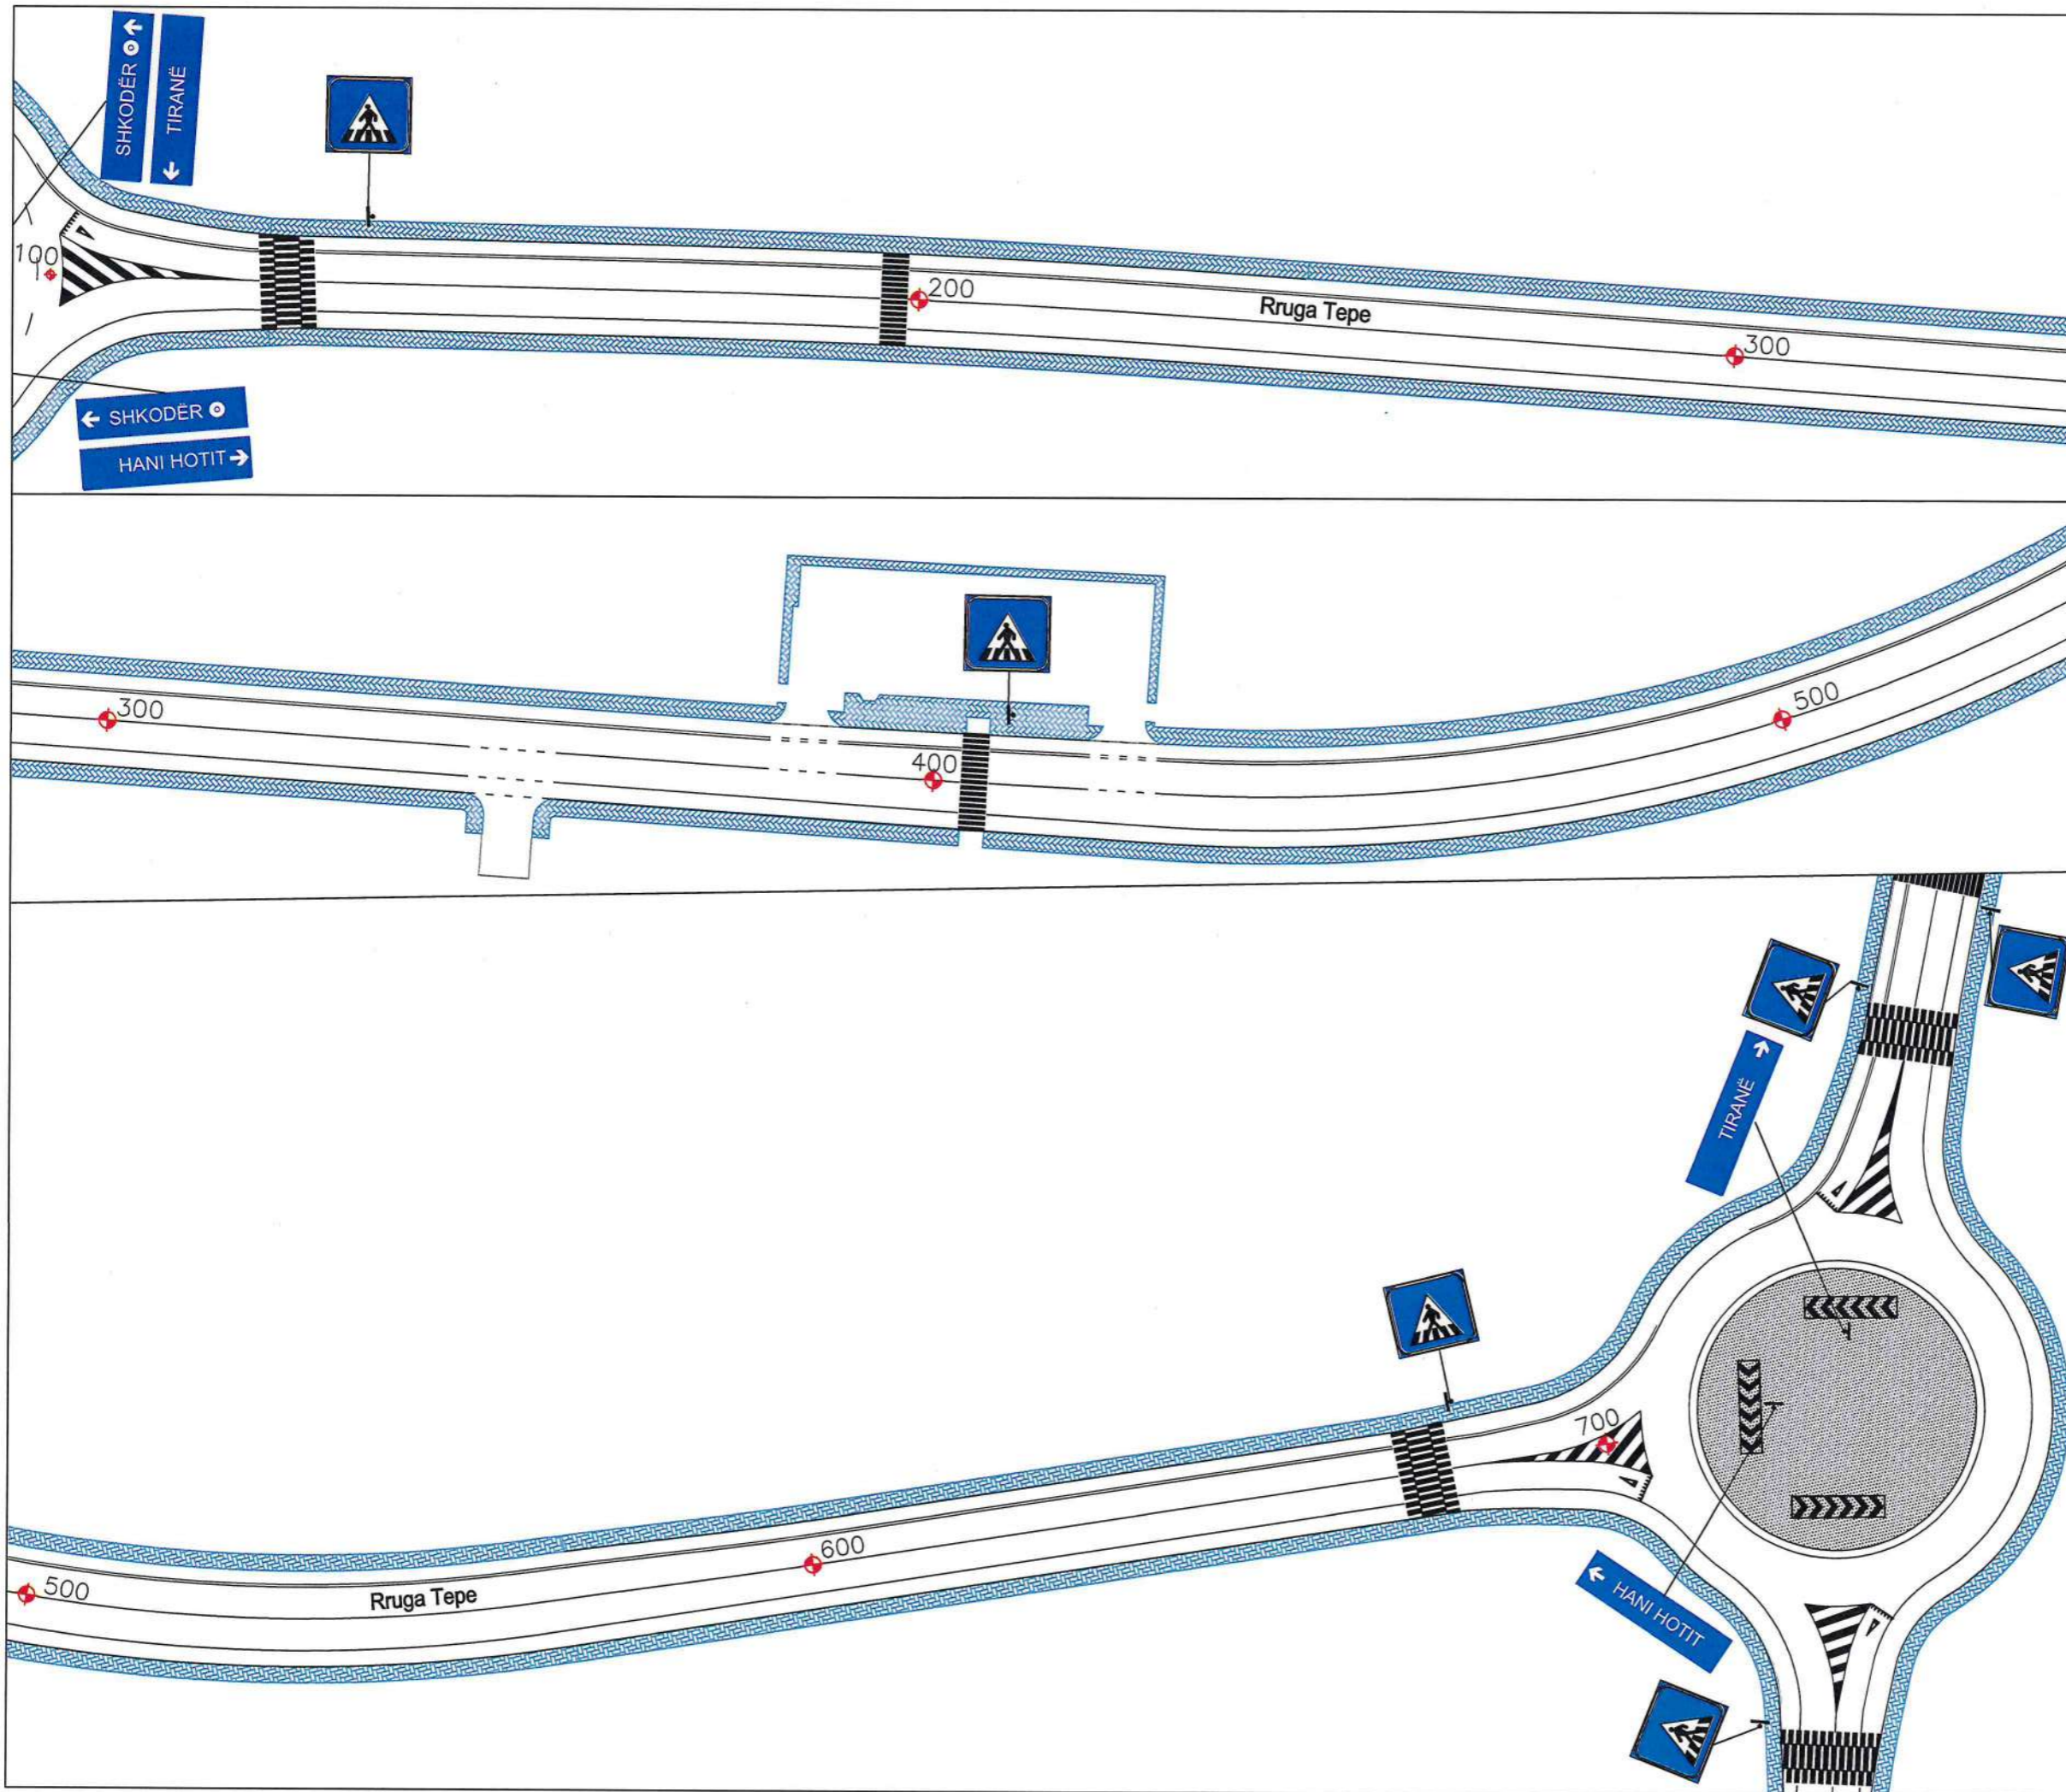 SHKODËR
TIRANË
100
200
Rruga Tepe
300
SHKODËR
HANI HOTIT
300
400
500
TIRANË
700
600
500
Rruga Tepe
HANI HOTIT